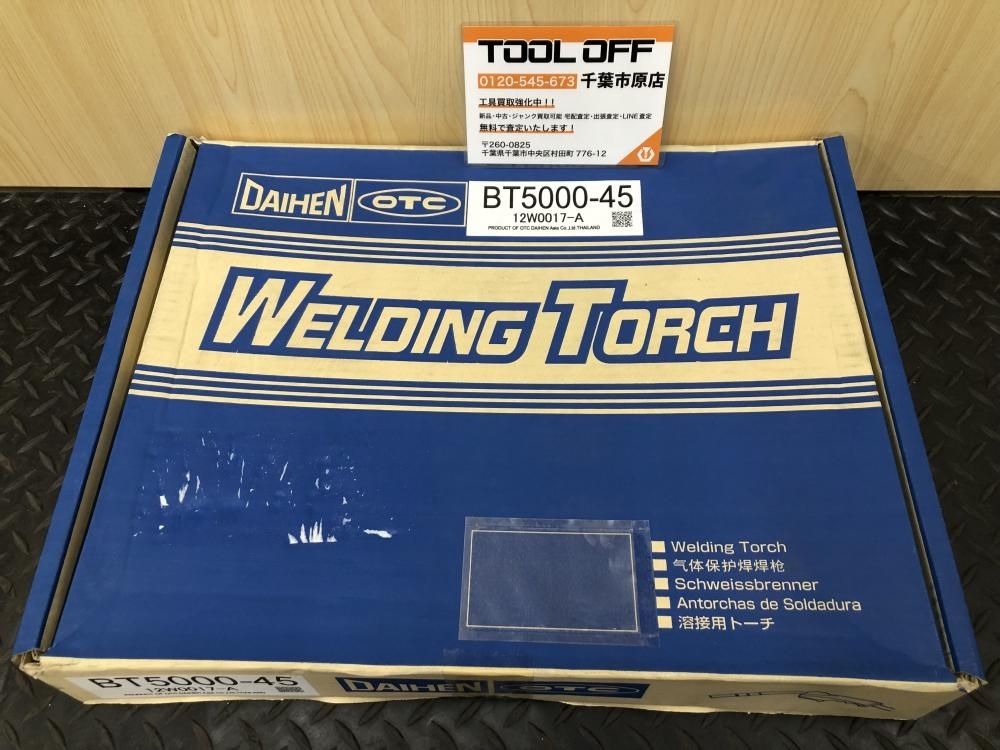 TOOL OFF
0120-545-673 千葉市原店
工具買取強化中!!
新品・中古・ジャンク買取可能 宅配査定・出張査定・LINE査定
無料で査定いたします!
〒260-0825
千葉県千葉市中央区村田町 776-12
DAIHEN OTC
BT5000-45
12W0017-A
PRODUCT OF OTC DAIHEN Asia Co.,Ltd.THAILAND
WELDING TORCH
Welding Torch
气体保护焊焊枪
Schweissbrenner
Antorchas de Soldadura
溶接用トーチ
BT5000-45
12W0017-A
DAIHEN OTC
WELDING TORCH